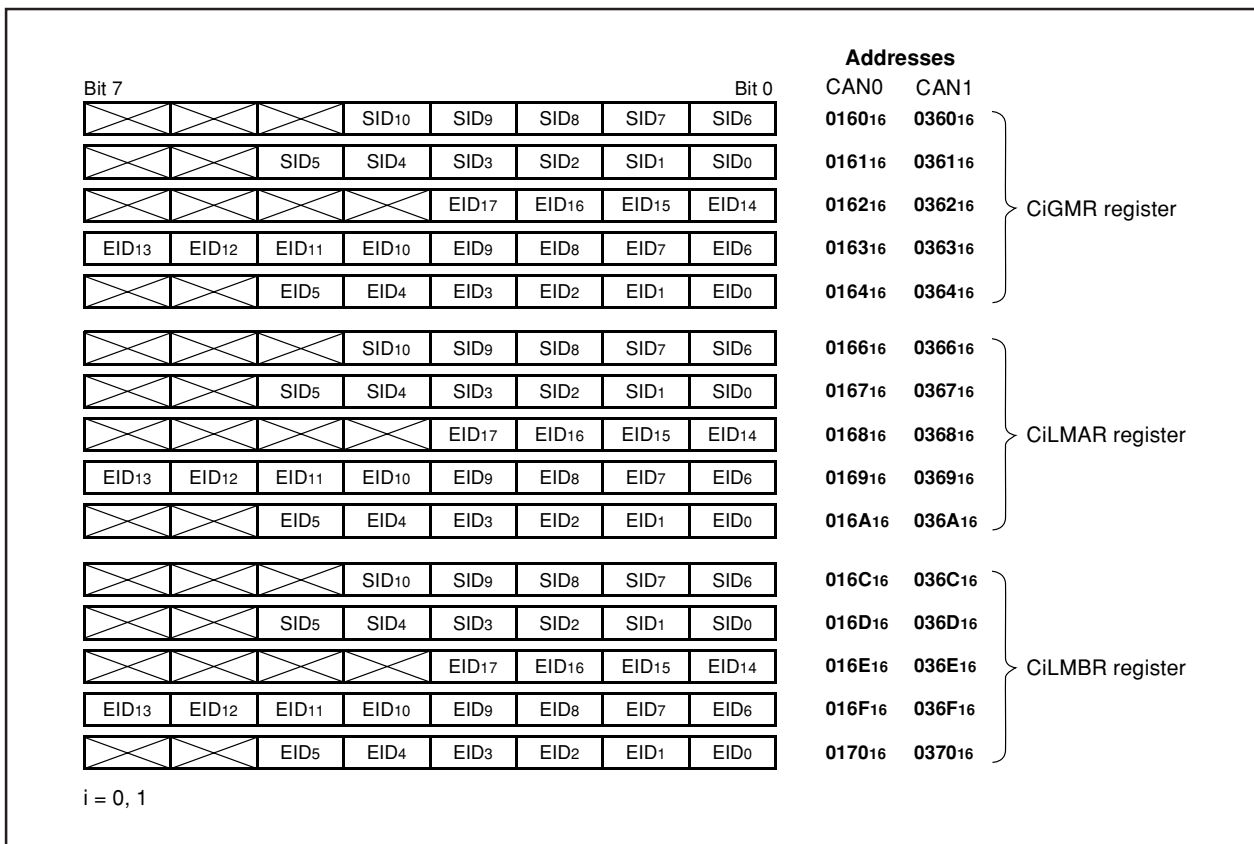 Addresses
Bit 7 Bit 0 CAN0 CAN1
SID10 SID9 SID8 SID7 SID6 016016 036016
SID5 SID4 SID3 SID2 SID1 SID0 016116 036116
EID17 EID16 EID15 EID14 016216 036216 CiGMR register
EID13 EID12 EID11 EID10 EID9 EID8 EID7 EID6 016316 036316
EID5 EID4 EID3 EID2 EID1 EID0 016416 036416
SID10 SID9 SID8 SID7 SID6 016616 036616
SID5 SID4 SID3 SID2 SID1 SID0 016716 036716
EID17 EID16 EID15 EID14 016816 036816 CiLMAR register
EID13 EID12 EID11 EID10 EID9 EID8 EID7 EID6 016916 036916
EID5 EID4 EID3 EID2 EID1 EID0 016A16 036A16
SID10 SID9 SID8 SID7 SID6 016C16 036C16
SID5 SID4 SID3 SID2 SID1 SID0 016D16 036D16
EID17 EID16 EID15 EID14 016E16 036E16 CiLMBR register
EID13 EID12 EID11 EID10 EID9 EID8 EID7 EID6 016F16 036F16
EID5 EID4 EID3 EID2 EID1 EID0 017016 037016
i = 0, 1